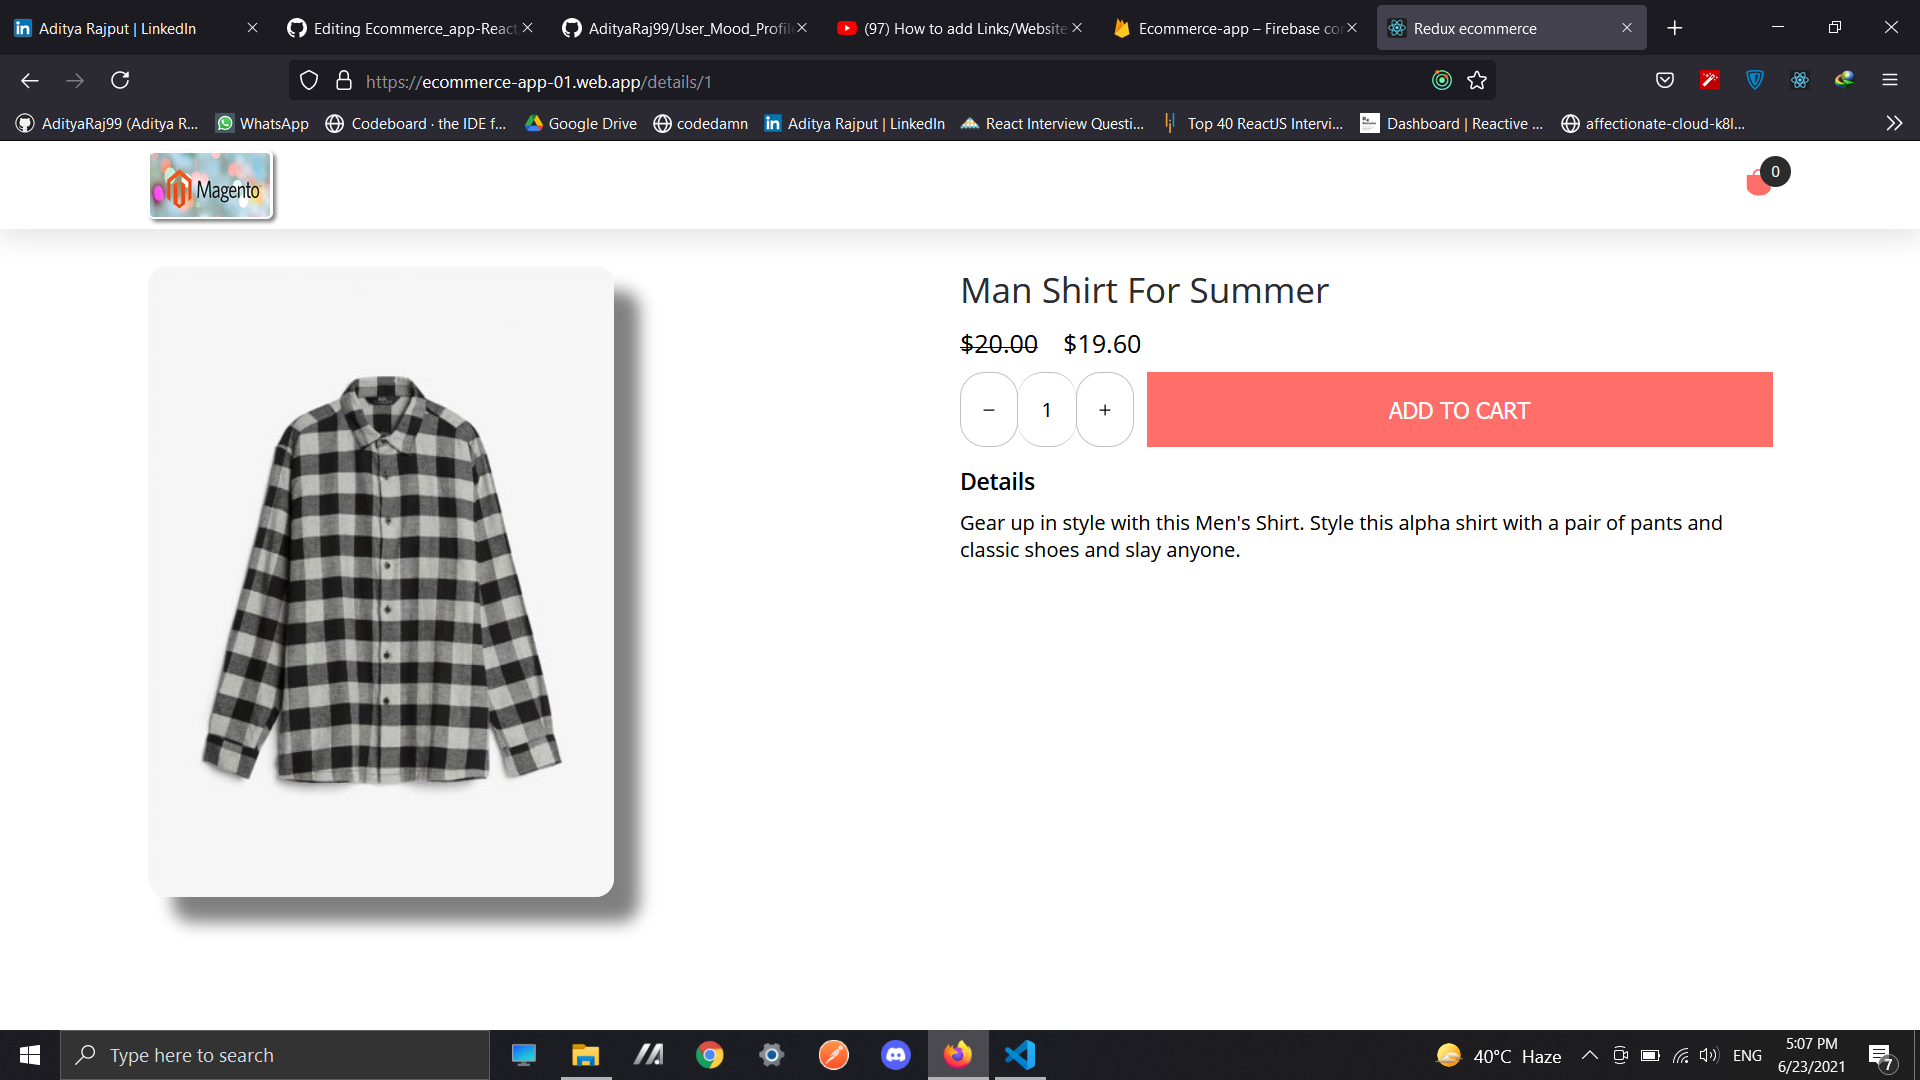 Aditya Rajput | LinkedIn
Editing Ecommerce_app-React
AdityaRaj99/User_Mood_Profile
(97) How to add Links/Website
Ecommerce-app – Firebase con
Redux ecommerce
https://ecommerce-app-01.web.app/details/1
AdityaRaj99 (Aditya R...
WhatsApp
Codeboard · the IDE f...
Google Drive
codedamn
Aditya Rajput | LinkedIn
React Interview Questi...
Top 40 ReactJS Intervi...
Dashboard | Reactive ...
affectionate-cloud-k8l...
Magento
0
Man Shirt For Summer
$20.00 $19.60
− 1 +
ADD TO CART
Details
Gear up in style with this Men's Shirt. Style this alpha shirt with a pair of pants and
classic shoes and slay anyone.
Type here to search
40°C Haze
ENG
5:07 PM
6/23/2021
7